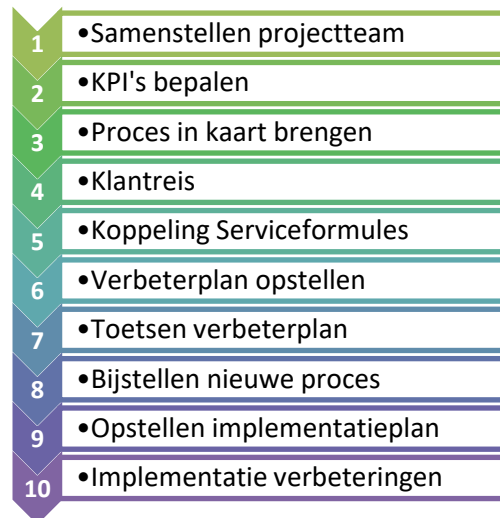 1 •Samenstellen projectteam
2 •KPI's bepalen
3 •Proces in kaart brengen
4 •Klantreis
5 •Koppeling Serviceformules
6 •Verbeterplan opstellen
7 •Toetsen verbeterplan
8 •Bijstellen nieuwe proces
9 •Opstellen implementatieplan
10 •Implementatie verbeteringen